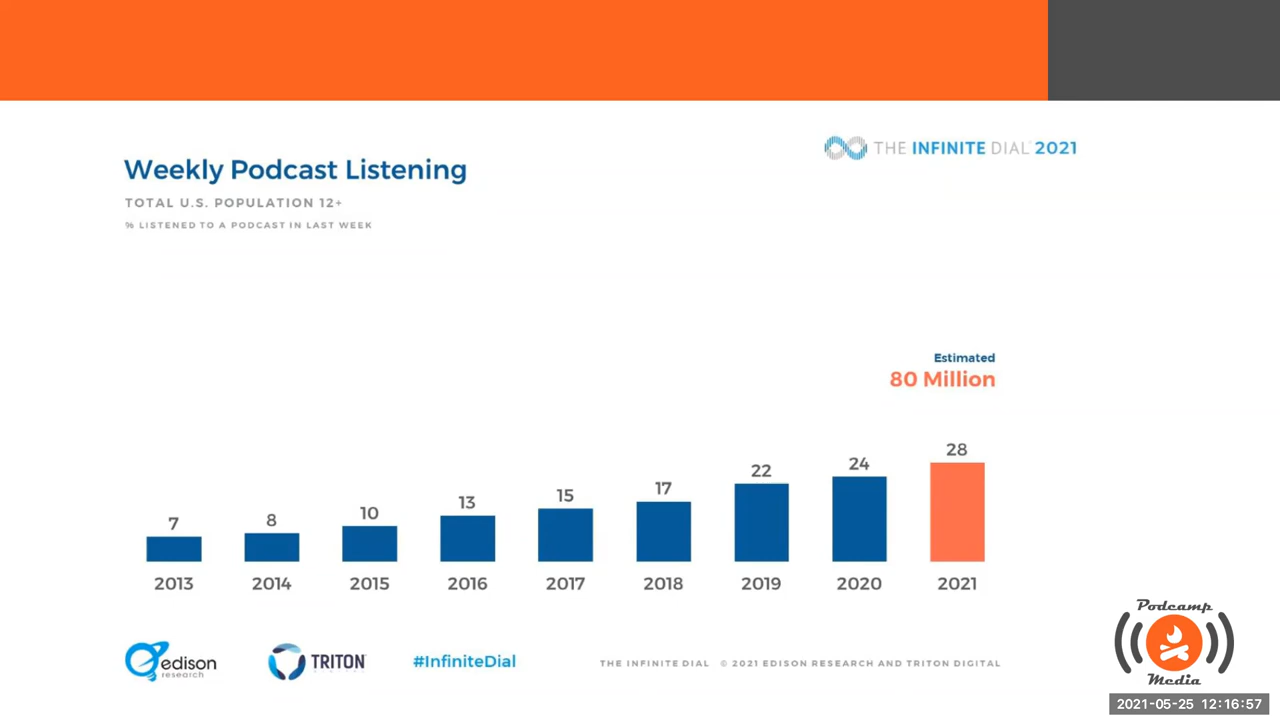 THE INFINITE DIAL 2021
Weekly Podcast Listening
TOTAL U.S. POPULATION 12+
% LISTENED TO A PODCAST IN LAST WEEK
Estimated
80 Million
7
8
10
13
15
17
22
24
28
2013
2014
2015
2016
2017
2018
2019
2020
2021
edison
research
TRITON
#InfiniteDial
THE INFINITE DIAL © 2021 EDISON RESEARCH AND TRITON DIGITAL
Podcamp
Media
2021-05-25 12:16:57